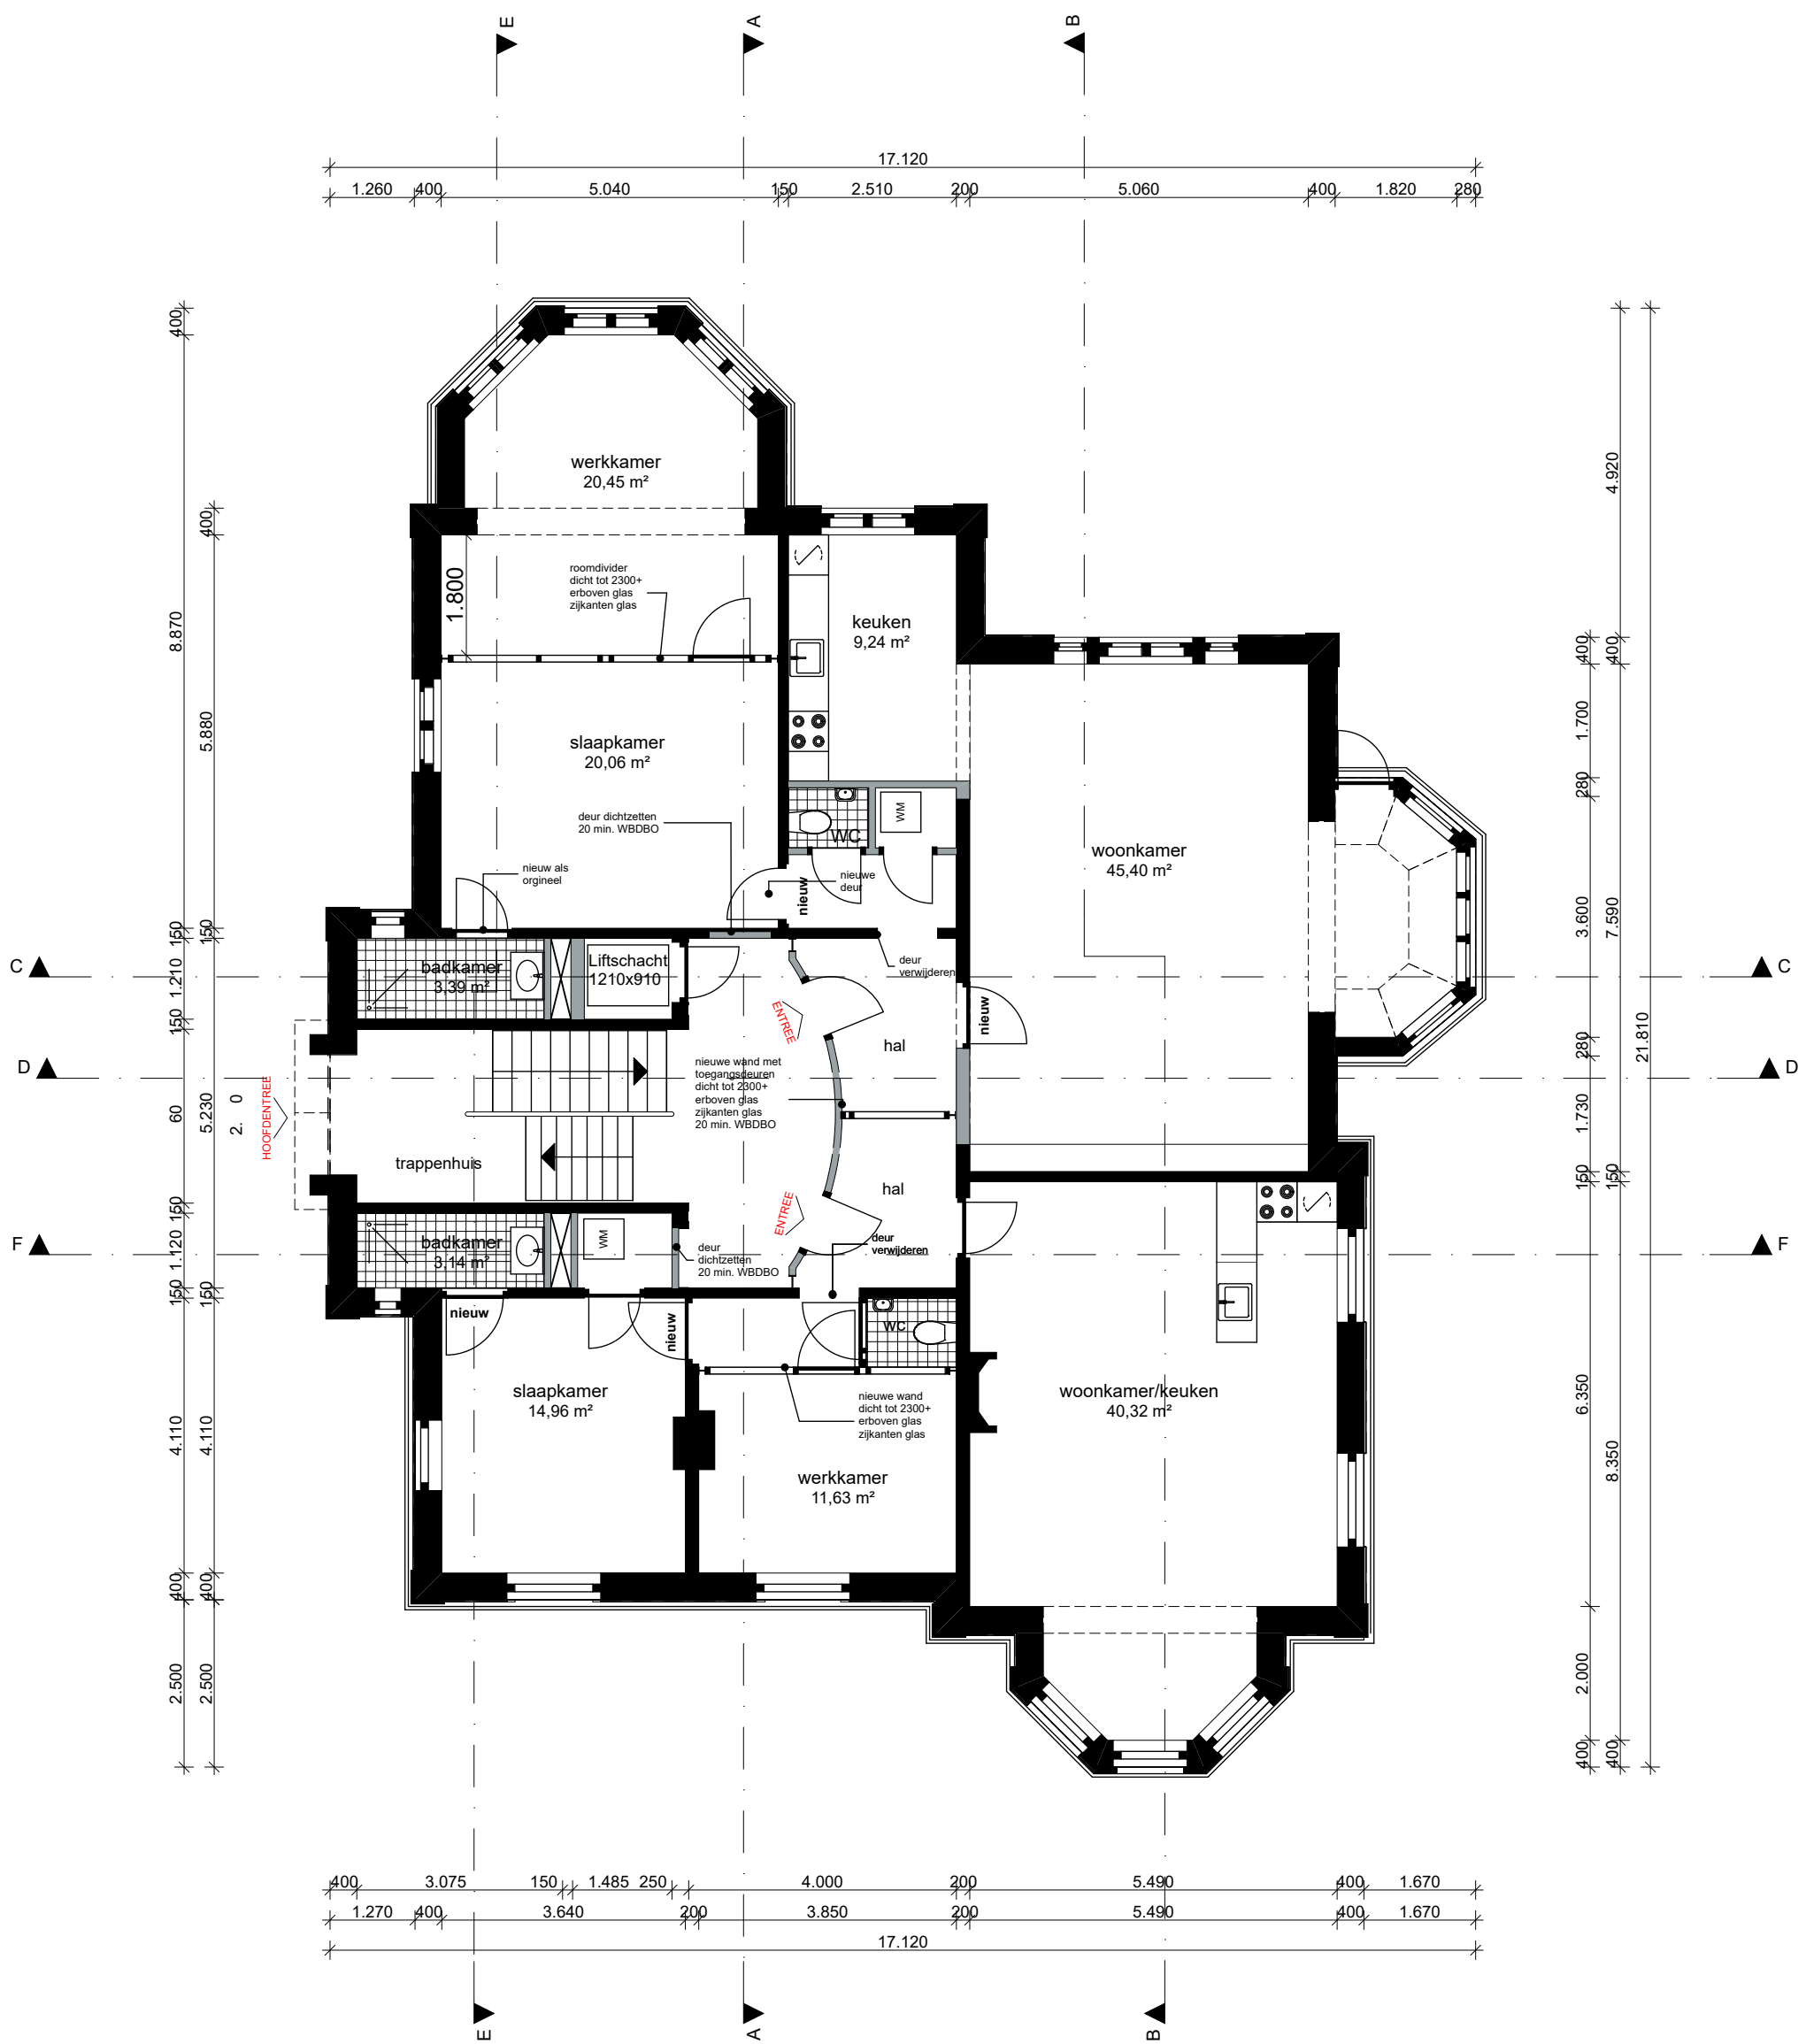 E
A
B
17.120
1.260 400 5.040 150 2.510 200 5.060 400 1.820 280
400
8.870
400
5.880
150
150
1.210
150
60
5.230
2. 0
150
1.120
150
150
4.110
4.110
400
400
2.500
2.500
4.920
400
400
1.700
280
3.600
7.590
280
21.810
1.730
150
150
6.350
8.350
2.000
400
400
werkkamer
20,45 m²
1.800
roomdivider
dicht tot 2300+
erboven glas
zijkanten glas
keuken
9,24 m²
slaapkamer
20,06 m²
deur dichtzetten
20 min. WBDBO
nieuw als
orgineel
WC
WM
nieuw
nieuwe
deur
woonkamer
45,40 m²
C
C
badkamer
3,39 m²
Liftschacht
1210x910
deur
verwijderen
ENTREE
nieuw
hal
D
D
HOOFDENTREE
nieuwe wand met
toegangsdeuren
dicht tot 2300+
erboven glas
zijkanten glas
20 min. WBDBO
trappenhuis
hal
ENTREE
F
F
badkamer
3,14 m²
WM
deur
dichtzetten
20 min. WBDBO
deur
verwijderen
nieuw
nieuw
WC
slaapkamer
14,96 m²
nieuwe wand
dicht tot 2300+
erboven glas
zijkanten glas
woonkamer/keuken
40,32 m²
werkkamer
11,63 m²
400 3.075 150 1.485 250 4.000 200 5.490 400 1.670
1.270 400 3.640 200 3.850 200 5.490 400 1.670
17.120
E
A
B